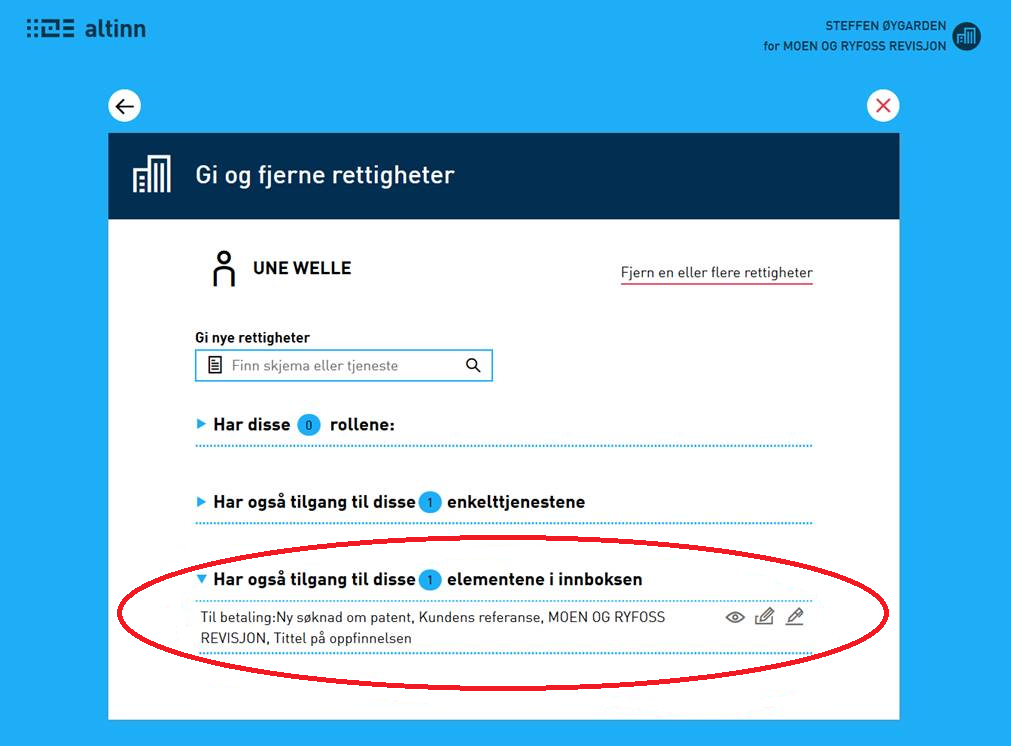 altinn
STEFFEN ØYGARDEN
for MOEN OG RYFOSS REVISJON
Gi og fjerne rettigheter
UNE WELLE
Fjern en eller flere rettigheter
Gi nye rettigheter
Finn skjema eller tjeneste
Har disse 0 rollene:
Har også tilgang til disse 1 enkelttjenestene
Har også tilgang til disse 1 elementene i innboksen
Til betaling:Ny søknad om patent, Kundens referanse, MOEN OG RYFOSS
REVISJON, Tittel på oppfinnelsen